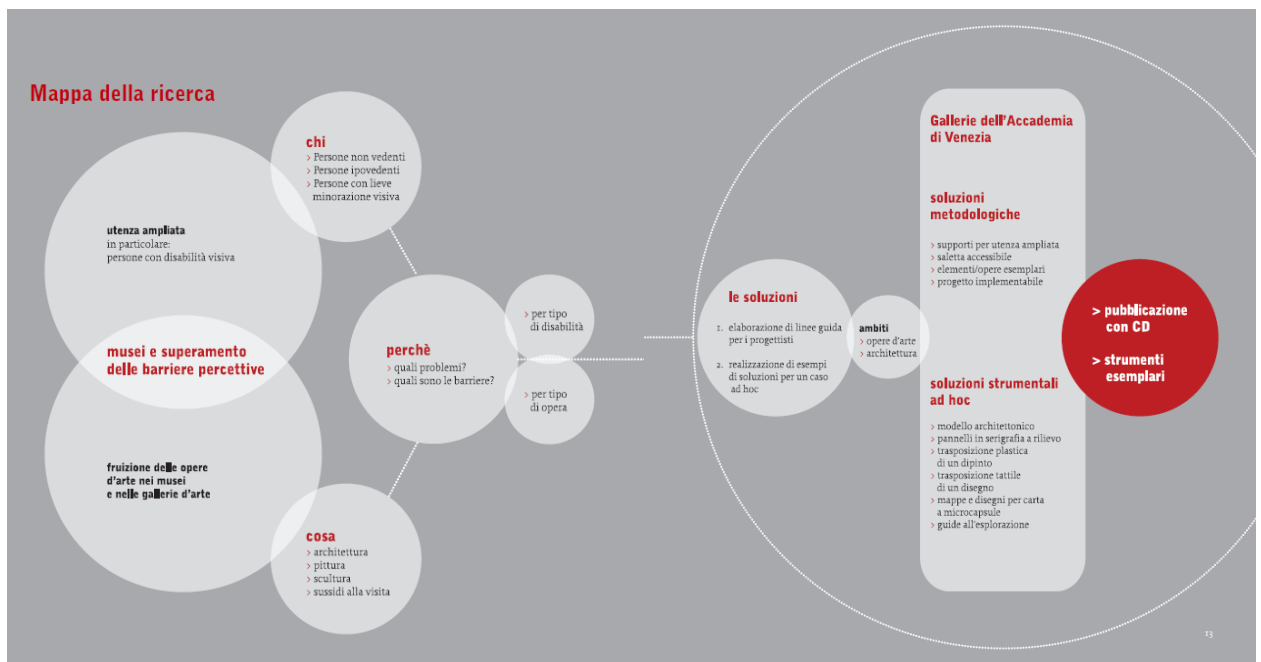 Mappa della ricerca
utenza ampliata
in particolare:
persone con disabilità visiva
musei e superamento
delle barriere percettive
fruizione delle opere
d'arte nei musei
e nelle gallerie d'arte
chi
> Persone non vedenti
> Persone ipovedenti
> Persone con lieve
minorazione visiva
perchè
> quali problemi?
> quali sono le barriere?
> per tipo
di disabilità
> per tipo
di opera
cosa
> architettura
> pittura
> scultura
> sussidi alla visita
le soluzioni
1. elaborazione di linee guida
per i progettisti
2. realizzazione di esempi
di soluzioni per un caso
ad hoc
ambiti
> opere d'arte
> architettura
Gallerie dell'Accademia
di Venezia
soluzioni
metodologiche
> supporti per utenza ampliata
> saletta accessibile
> elementi/opere esemplari
> progetto implementabile
soluzioni strumentali
ad hoc
> modello architettonico
> pannelli in serigrafia a rilievo
> trasposizione plastica
di un dipinto
> trasposizione tattile
di un disegno
> mappe e disegni per carta
a microcapsule
> guide all'esplorazione
> pubblicazione
con CD
> strumenti
esemplari
13